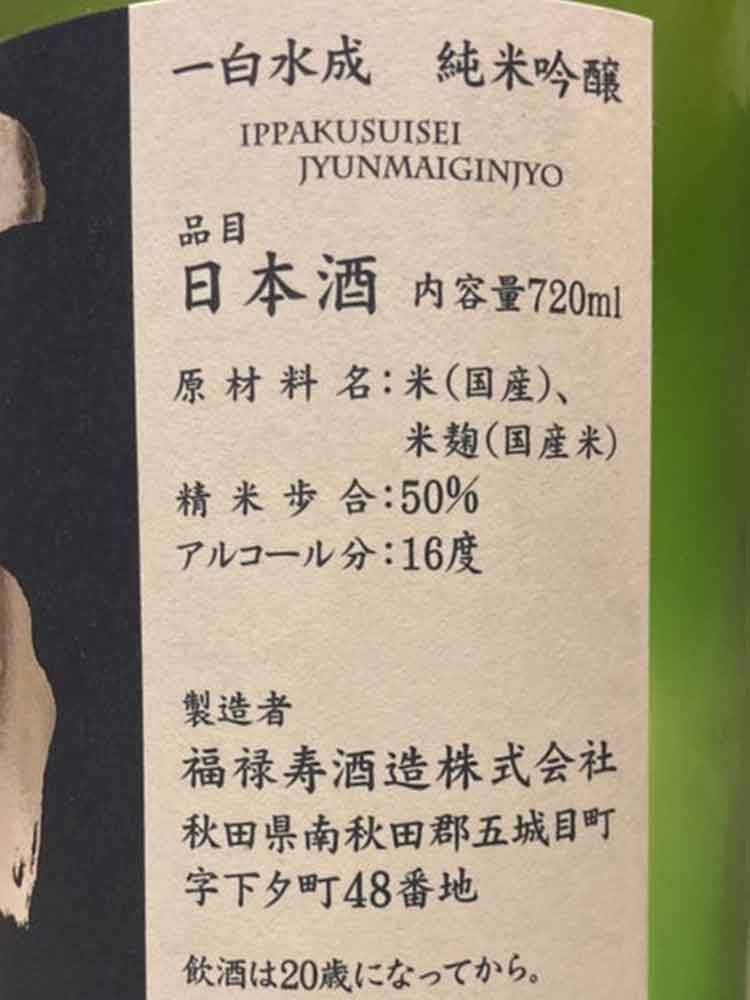 一白水成　純米吟醸
IPPAKUSUISEI
JYUNMAIGINJYO
品目
日本酒 内容量720ml
原材料名:米(国産)、
米麹(国産米)
精米歩合:50%
アルコール分:16度
製造者
福禄寿酒造株式会社
秋田県南秋田郡五城目町
字下夕町48番地
飲酒は20歳になってから。